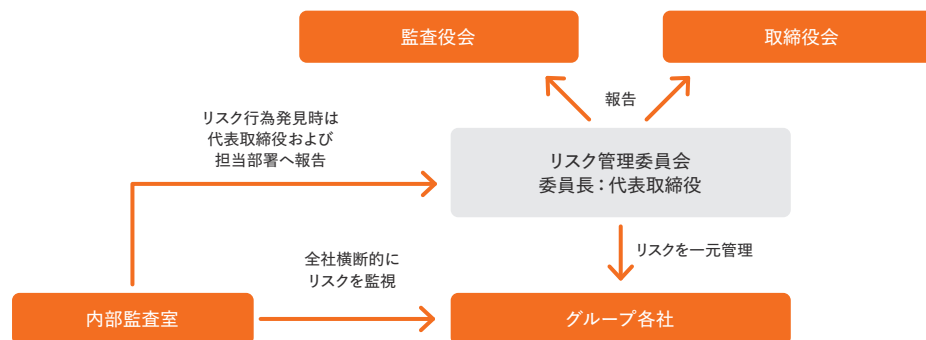 監査役会
取締役会
報告
リスク行為発見時は
代表取締役および
担当部署へ報告
リスク管理委員会
委員長：代表取締役
リスクを一元管理
全社横断的に
リスクを監視
内部監査室
グループ各社